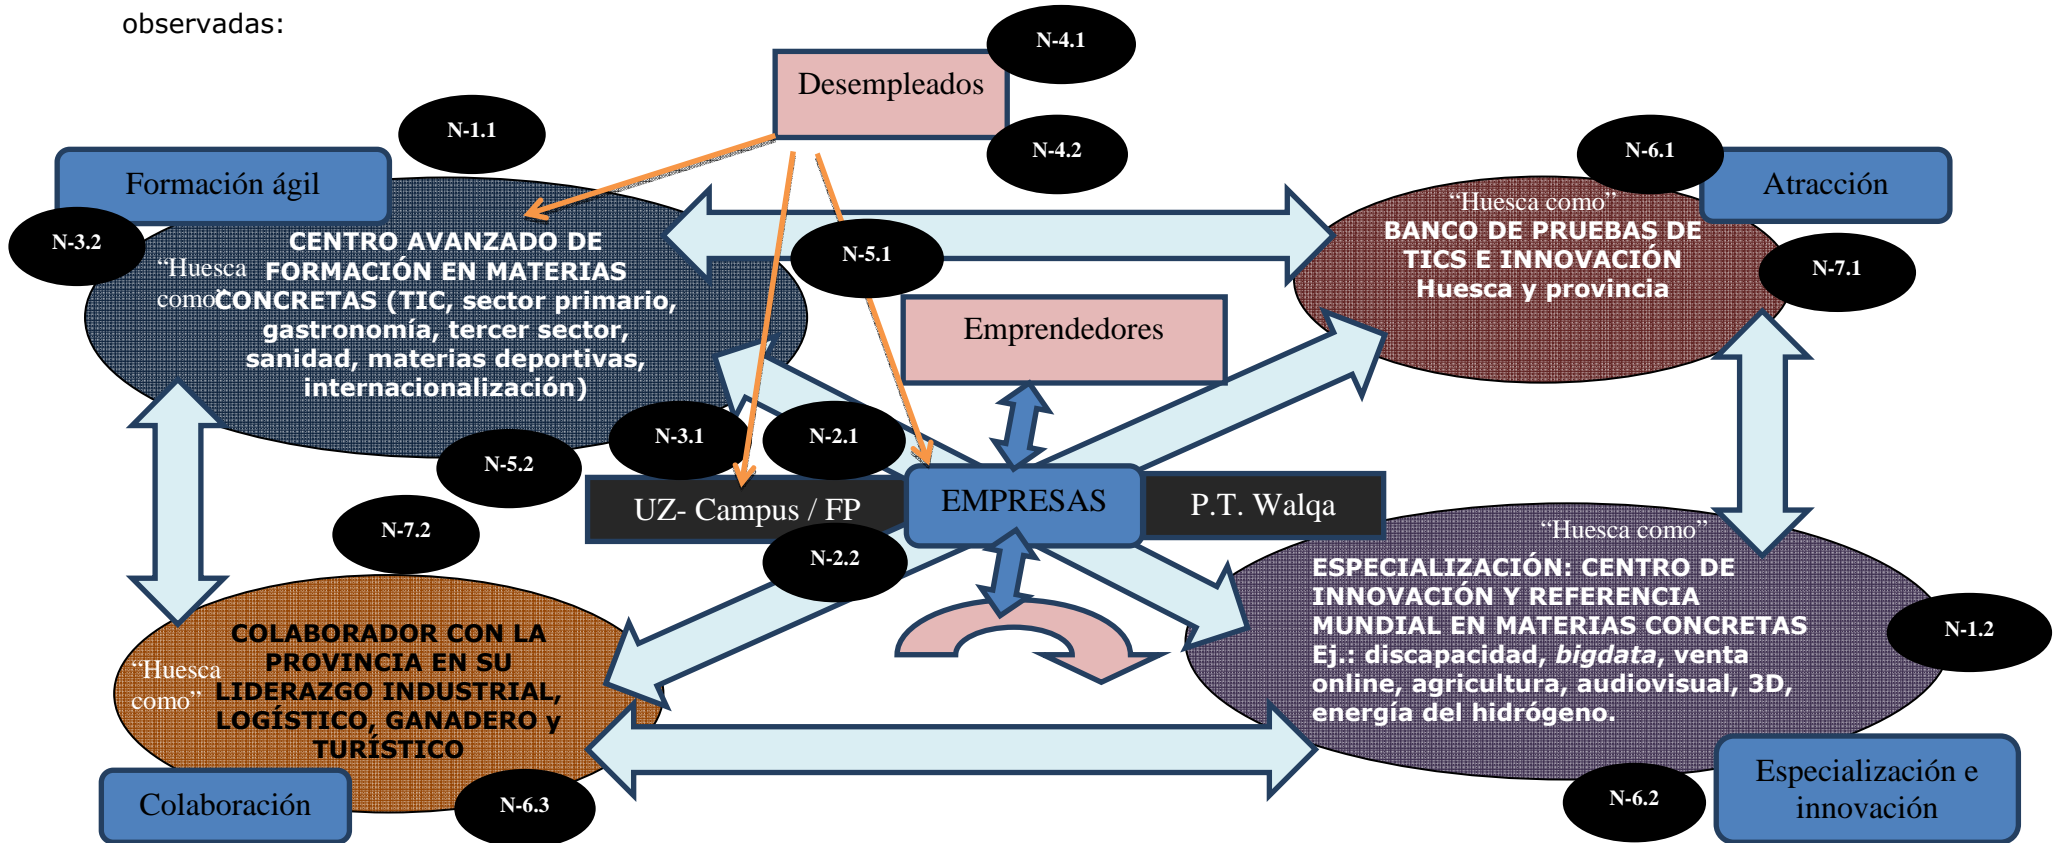 observadas:
N-4.1
Desempleados
N-4.2
N-1.1
Formación ágil
N-3.2
“Huesca
como”
CENTRO AVANZADO DE
FORMACIÓN EN MATERIAS
CONCRETAS (TIC, sector primario,
gastronomía, tercer sector,
sanidad, materias deportivas,
internacionalización)
N-5.1
N-6.1
Atracción
“Huesca como”
BANCO DE PRUEBAS DE
TICS E INNOVACIÓN
Huesca y provincia
N-7.1
Emprendedores
N-3.1
N-2.1
N-5.2
UZ- Campus / FP
EMPRESAS
P.T. Walqa
N-7.2
N-2.2
“Huesca como”
ESPECIALIZACIÓN: CENTRO DE
INNOVACIÓN Y REFERENCIA
MUNDIAL EN MATERIAS CONCRETAS
Ej.: discapacidad, bigdata, venta
online, agricultura, audiovisual, 3D,
energía del hidrógeno.
N-1.2
“Huesca
como”
COLABORADOR CON LA
PROVINCIA EN SU
LIDERAZGO INDUSTRIAL,
LOGÍSTICO, GANADERO y
TURÍSTICO
Colaboración
N-6.3
N-6.2
Especialización e
innovación